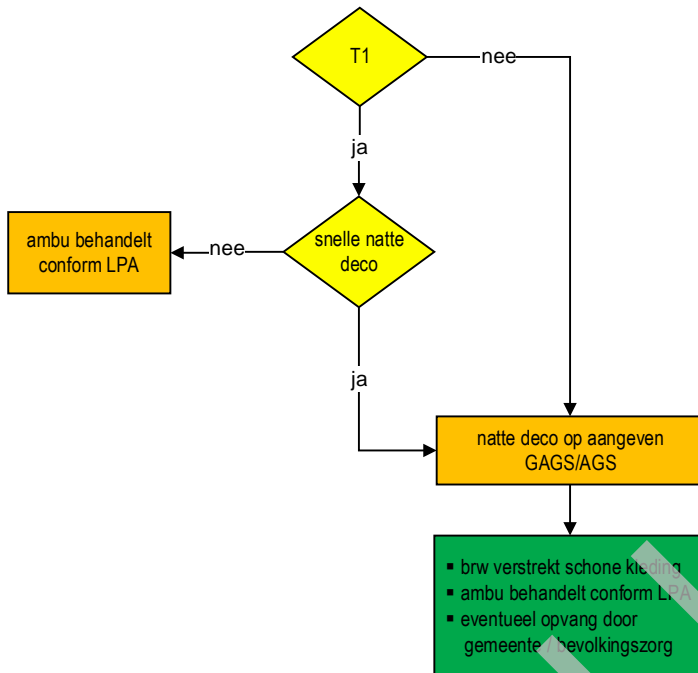 T1
nee
ja
snelle natte
deco
nee
ambu behandelt
conform LPA
ja
natte deco op aangeven
GAGS/AGS
▪ brw verstrekt schone kleding
▪ ambu behandelt conform LPA
▪ eventueel opvang door
gemeente / bevolkingszorg